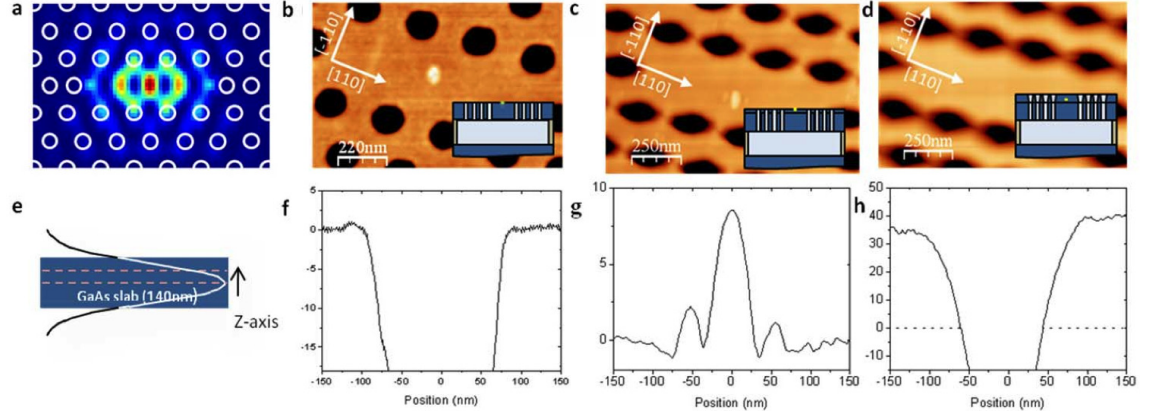 a
b
c
d
[-110]
[110]
220nm
[-110]
[110]
250nm
[-110]
[110]
250nm
e
GaAs slab (140nm)
Z-axis
f
5
0
-5
-10
-15
-150 -100 -50 0 50 100 150
Position (nm)
g
10
5
0
-150 -100 -50 0 50 100 150
Position (nm)
h
50
40
30
20
10
0
-10
-150 -100 -50 0 50 100 150
Position (nm)